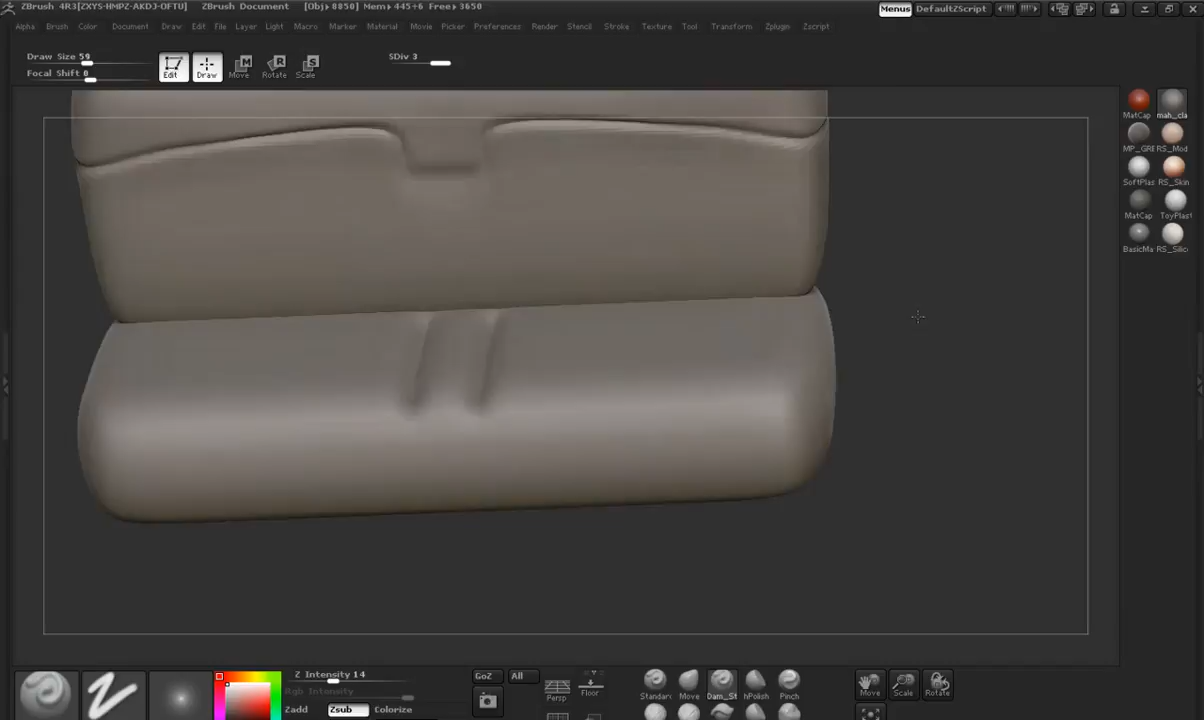 ZBrush 4R3[ZXYS-HMPZ-AKDJ-OFTU] ZBrush Document [Obj▸8850] Mem▸445+6 Free▸3650 Menus DefaultZScript
Alpha Brush Color Document Draw Edit File Layer Light Macro Marker Material Movie Picker Preferences Render Stencil Stroke Texture Tool Transform Zplugin Zscript
Draw Size 59
Focal Shift 0
Edit Draw Move Rotate Scale
SDiv 3
MatCap mah_cla
MP_GRE RS_Mod
SoftPlas RS_Skin
MatCap ToyPlast
BasicMa RS_Silic
Z Intensity 14
Rgb Intensity
Zadd Zsub Colorize
GoZ All
Persp Floor
Standar Move Dam_St hPolish Pinch
Move Scale Rotate